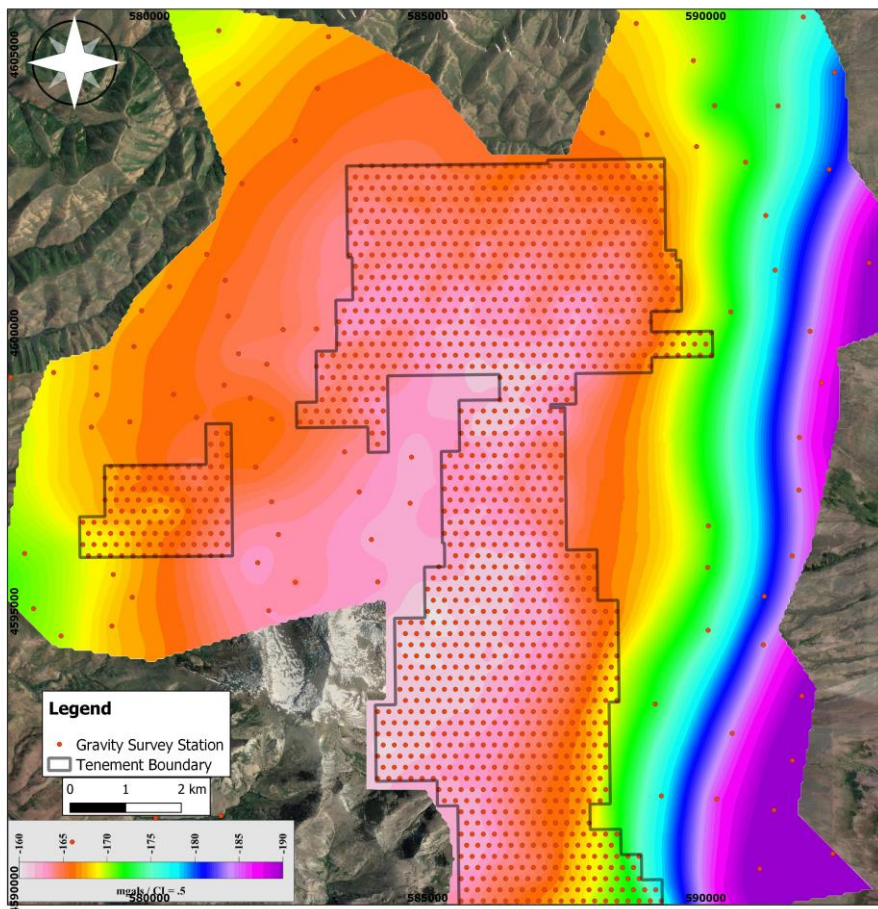 580000 585000 590000
4605000
4600000
4595000
Legend
Gravity Survey Station
Tenement Boundary
0 1 2 km
-160 -165 -170 -175 -180 -185 -190
mgals / CI = .5
4590000
580000 585000 590000